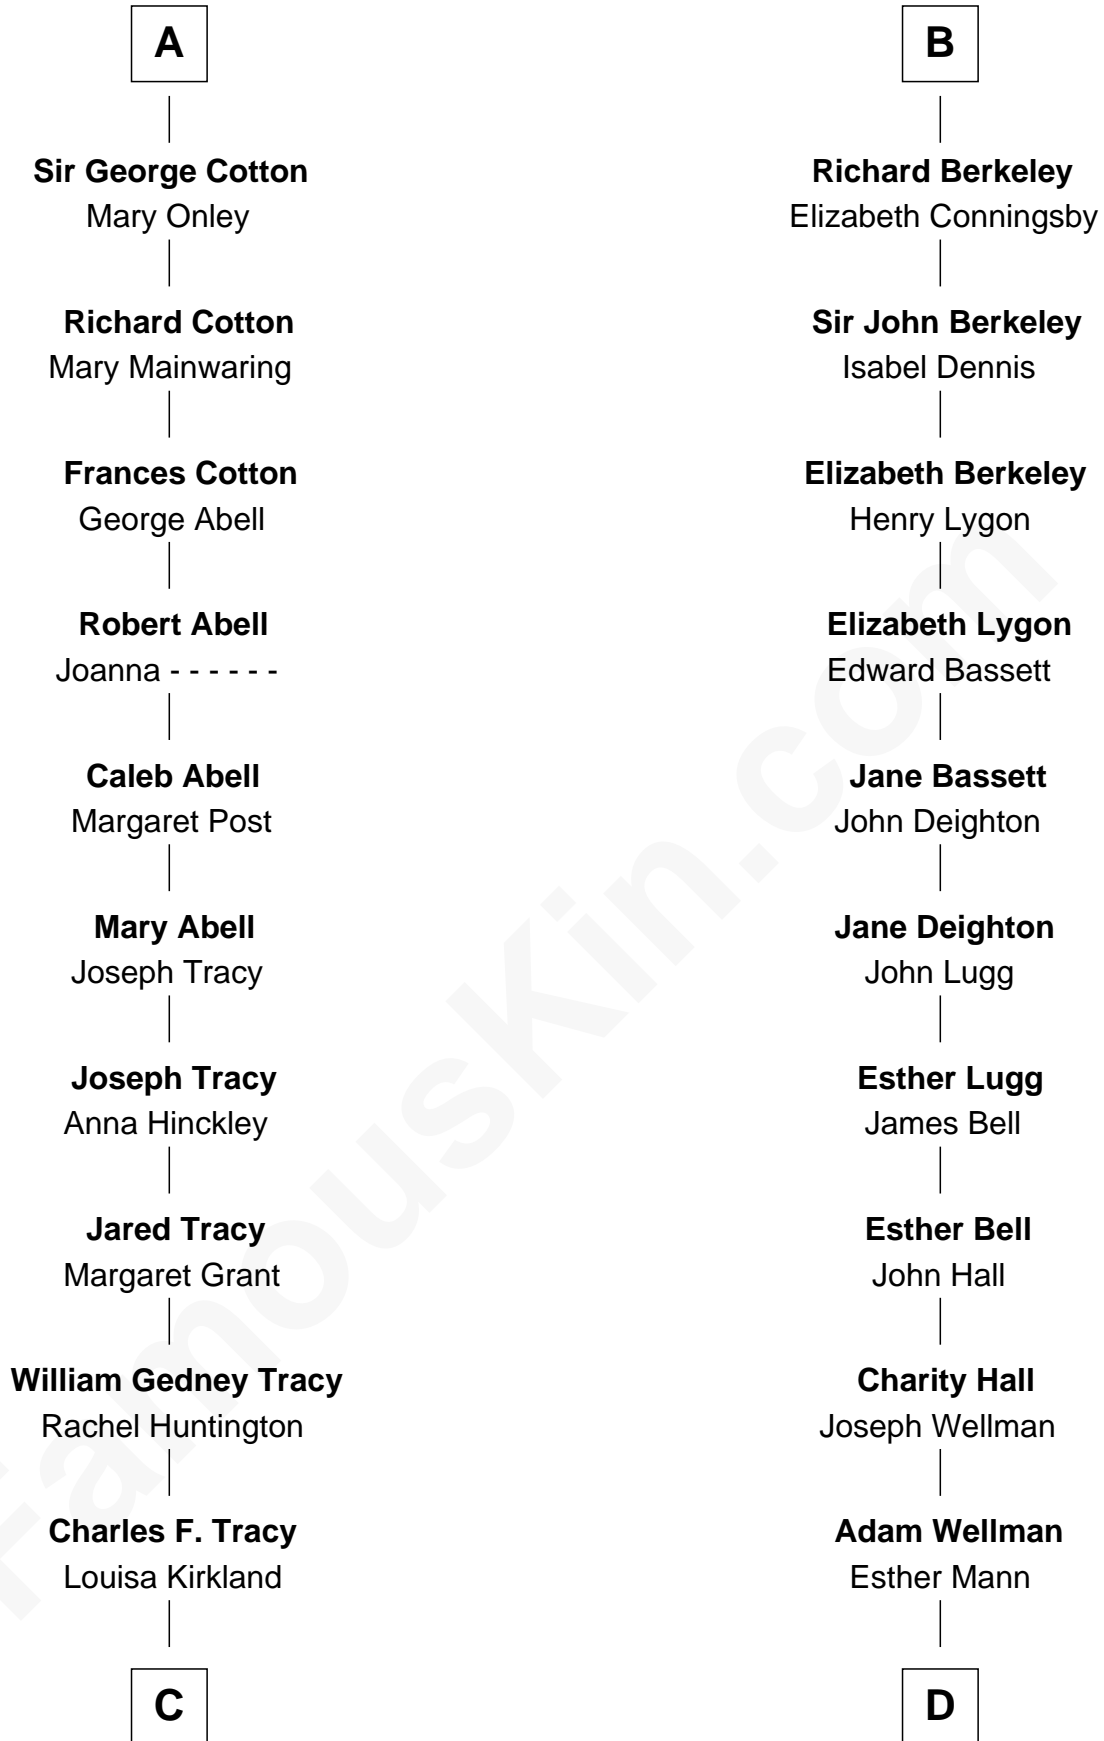 A
Sir George Cotton
Mary Onley
Richard Cotton
Mary Mainwaring
Frances Cotton
George Abell
Robert Abell
Joanna - - - - - -
Caleb Abell
Margaret Post
Mary Abell
Joseph Tracy
Joseph Tracy
Anna Hinckley
Jared Tracy
Margaret Grant
William Gedney Tracy
Rachel Huntington
Charles F. Tracy
Louisa Kirkland
C
B
Richard Berkeley
Elizabeth Conningsby
Sir John Berkeley
Isabel Dennis
Elizabeth Berkeley
Henry Lygon
Elizabeth Lygon
Edward Bassett
Jane Bassett
John Deighton
Jane Deighton
John Lugg
Esther Lugg
James Bell
Esther Bell
John Hall
Charity Hall
Joseph Wellman
Adam Wellman
Esther Mann
D
FamousKin.com